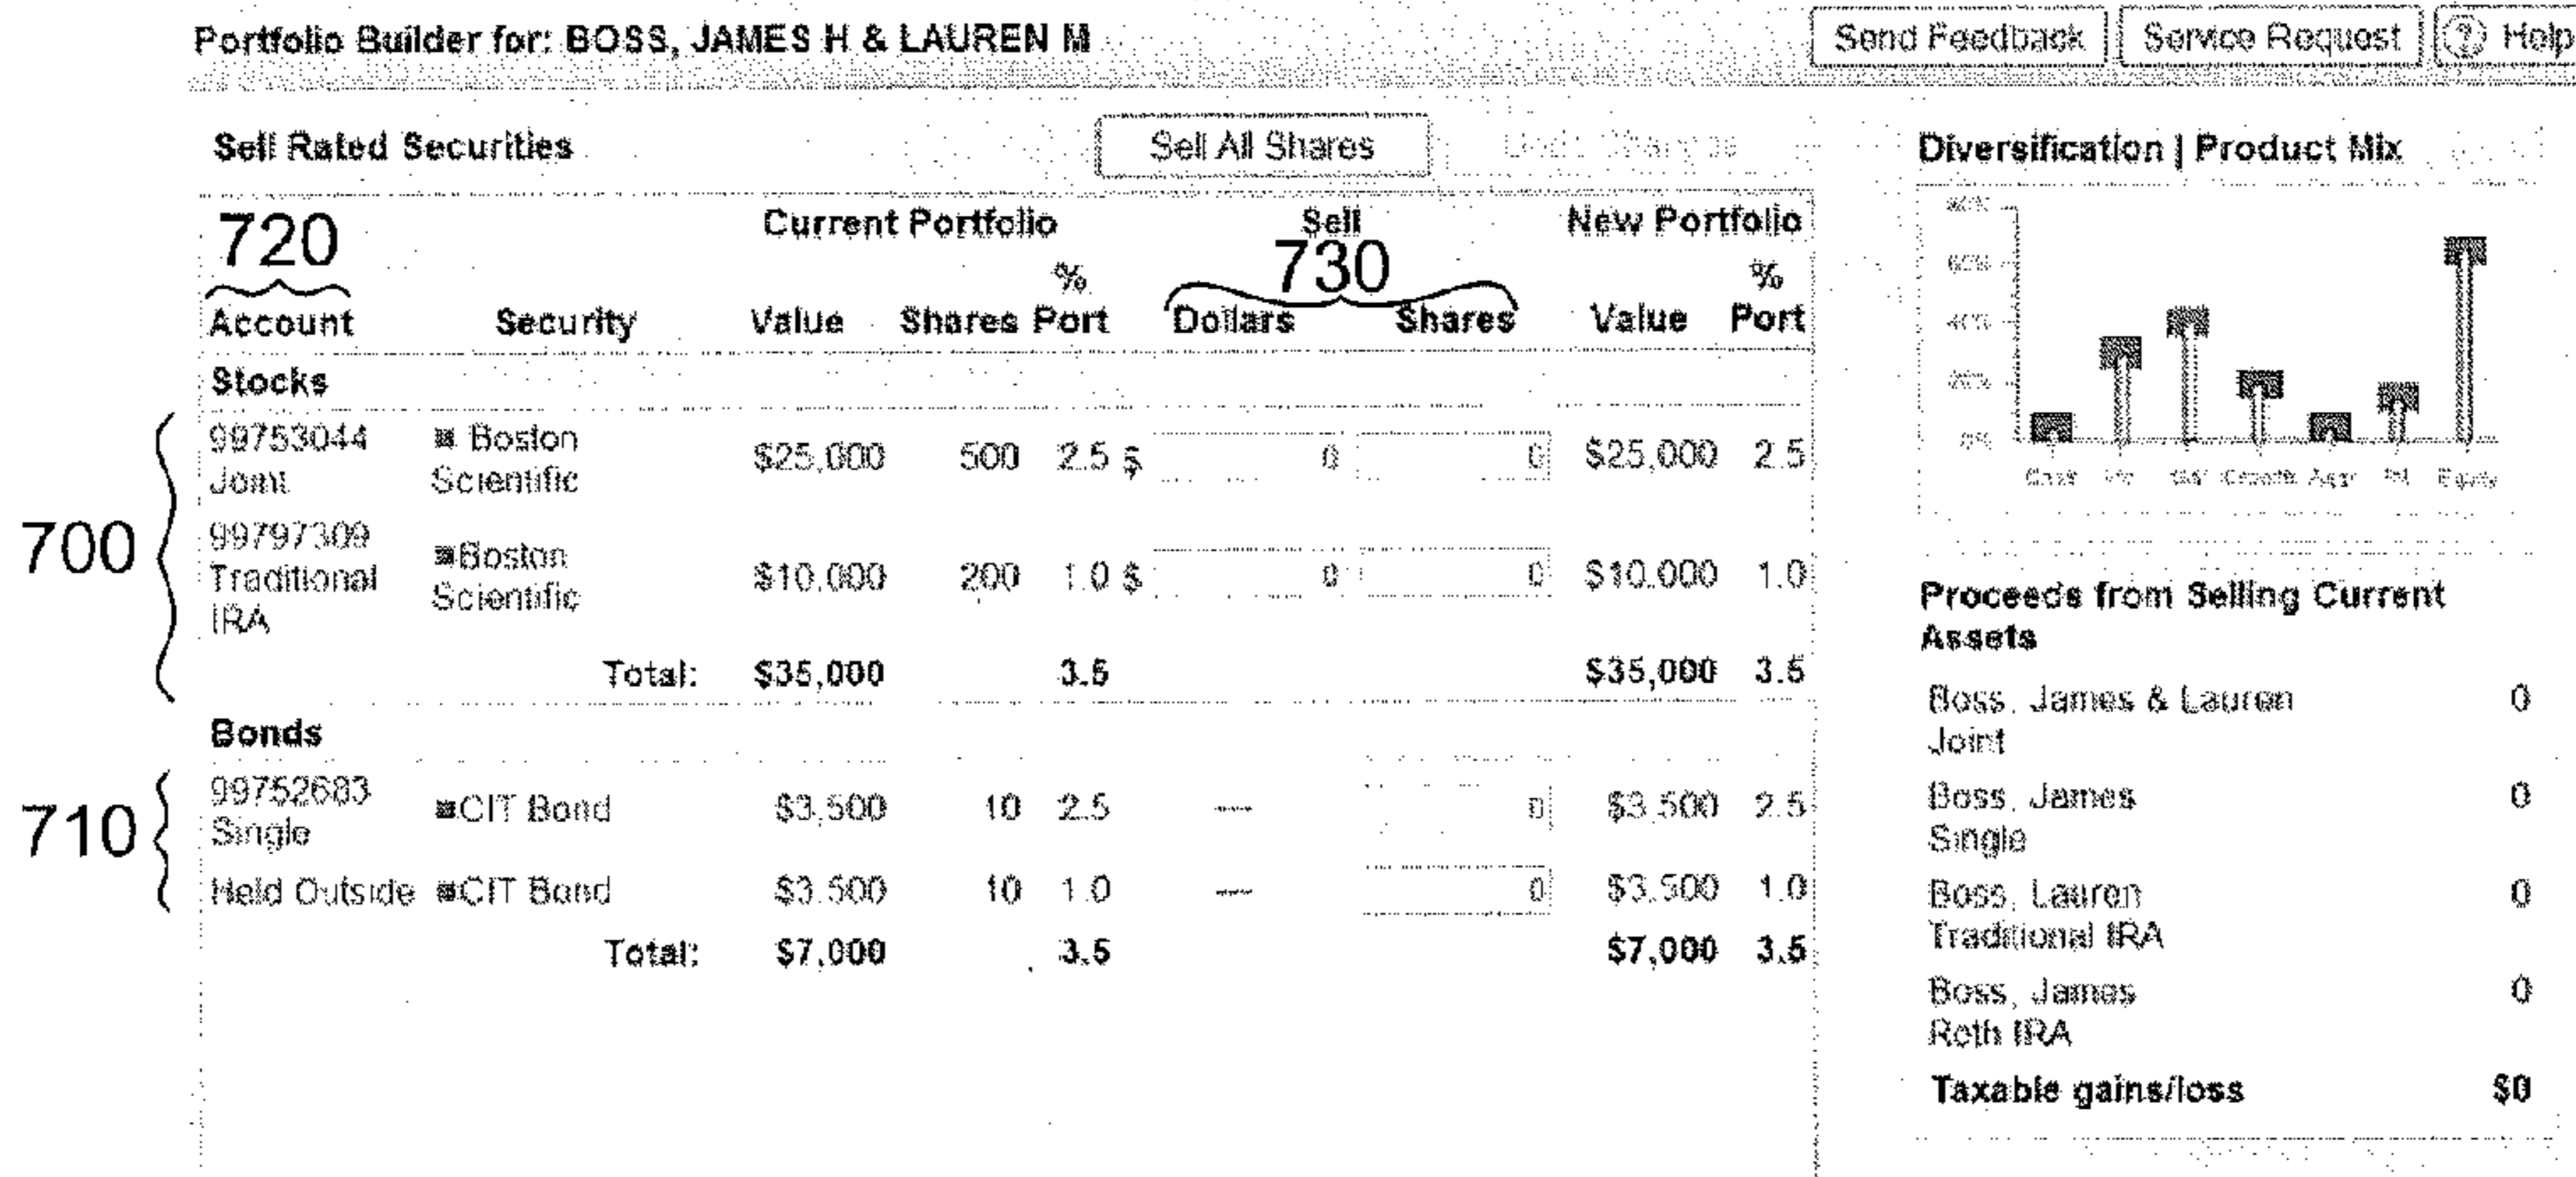 Portfolio Builder for: BOSS, JAMES H & LAUREN M
Send Feedback
Service Request
? Help
Sell Rated Securities
Sell All Shares
720
Current Portfolio
Sell
New Portfolio
730
%
%
Account Security Value Shares Port Dollars Shares Value Port
Stocks
700
99753044
Joint
Boston
Scientific
$25,000 500 2.5 $ 0 0 $25,000 2.5
99797309
Traditional
IRA
Boston
Scientific
$10,000 200 1.0 $ 0 0 $10.000 1.0
Total: $35,000 3.5 $35,000 3.5
Bonds
710
99752683
Single
CIT Bond $3,500 10 2.5 — 0 $3.500 2.5
Held Outside CIT Bond $3.500 10 1.0 — 0 $3.500 1.0
Total: $7,000 3.5 $7,000 3.5
Diversification | Product Mix
60%
40%
20%
0%
Growth Aggr Equity
Proceeds from Selling Current
Assets
Boss, James & Lauren 0
Joint
Boss, James 0
Single
Boss, Lauren 0
Traditional IRA
Boss, James 0
Roth IRA
Taxable gains/loss $0